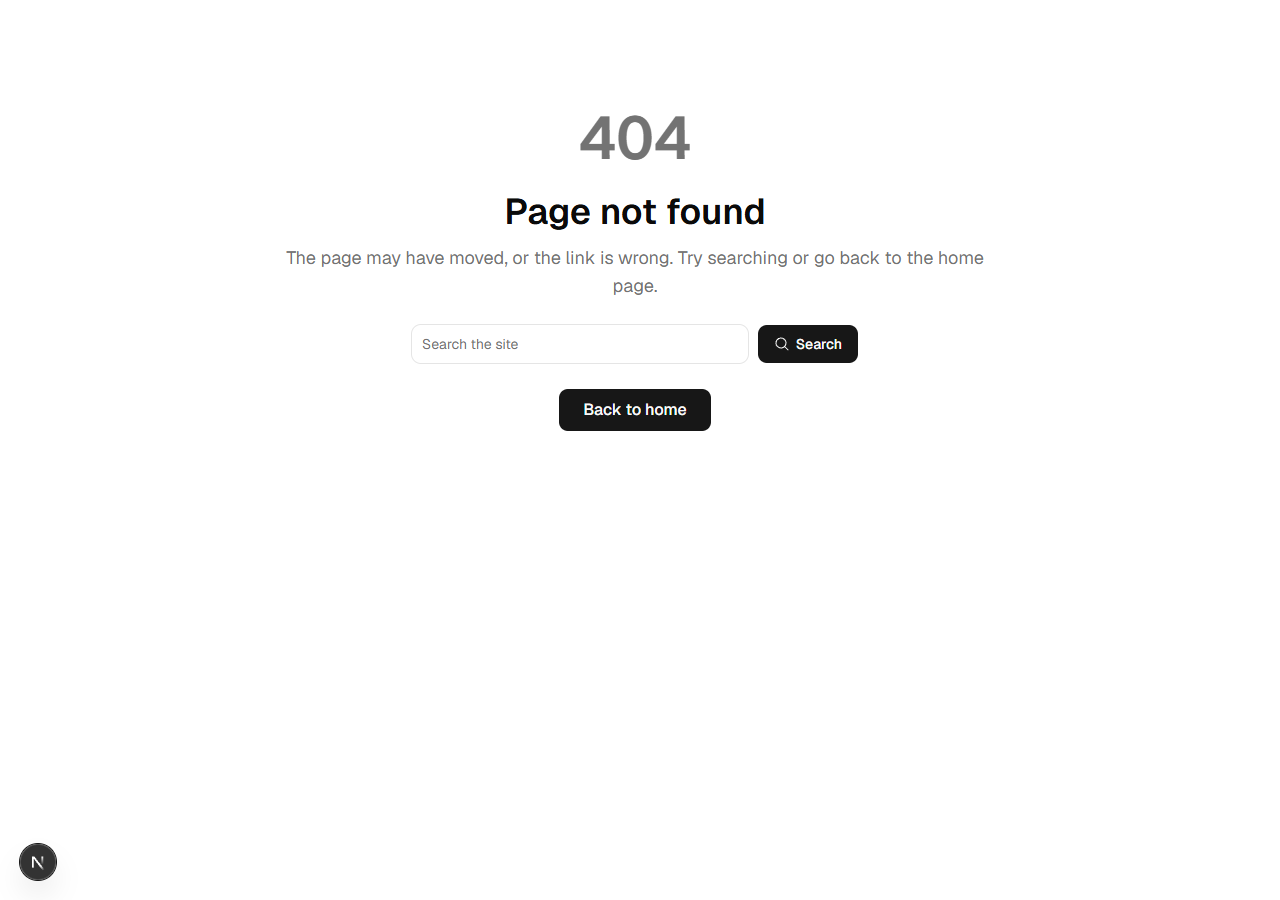 404
Page not found
The page may have moved, or the link is wrong. Try searching or go back to the home
page.
Search the site
Search
Back to home
N